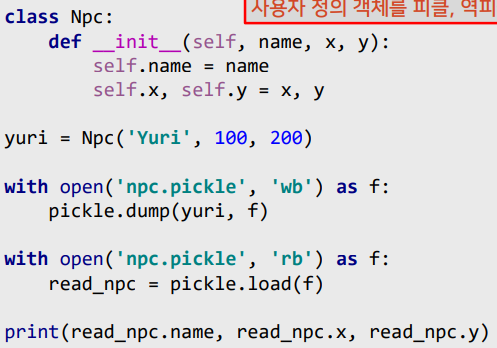 사용자 정의 객체를 피클, 역피
class Npc:
    def __init__(self, name, x, y):
        self.name = name
        self.x, self.y = x, y

yuri = Npc('Yuri', 100, 200)

with open('npc.pickle', 'wb') as f:
    pickle.dump(yuri, f)

with open('npc.pickle', 'rb') as f:
    read_npc = pickle.load(f)

print(read_npc.name, read_npc.x, read_npc.y)